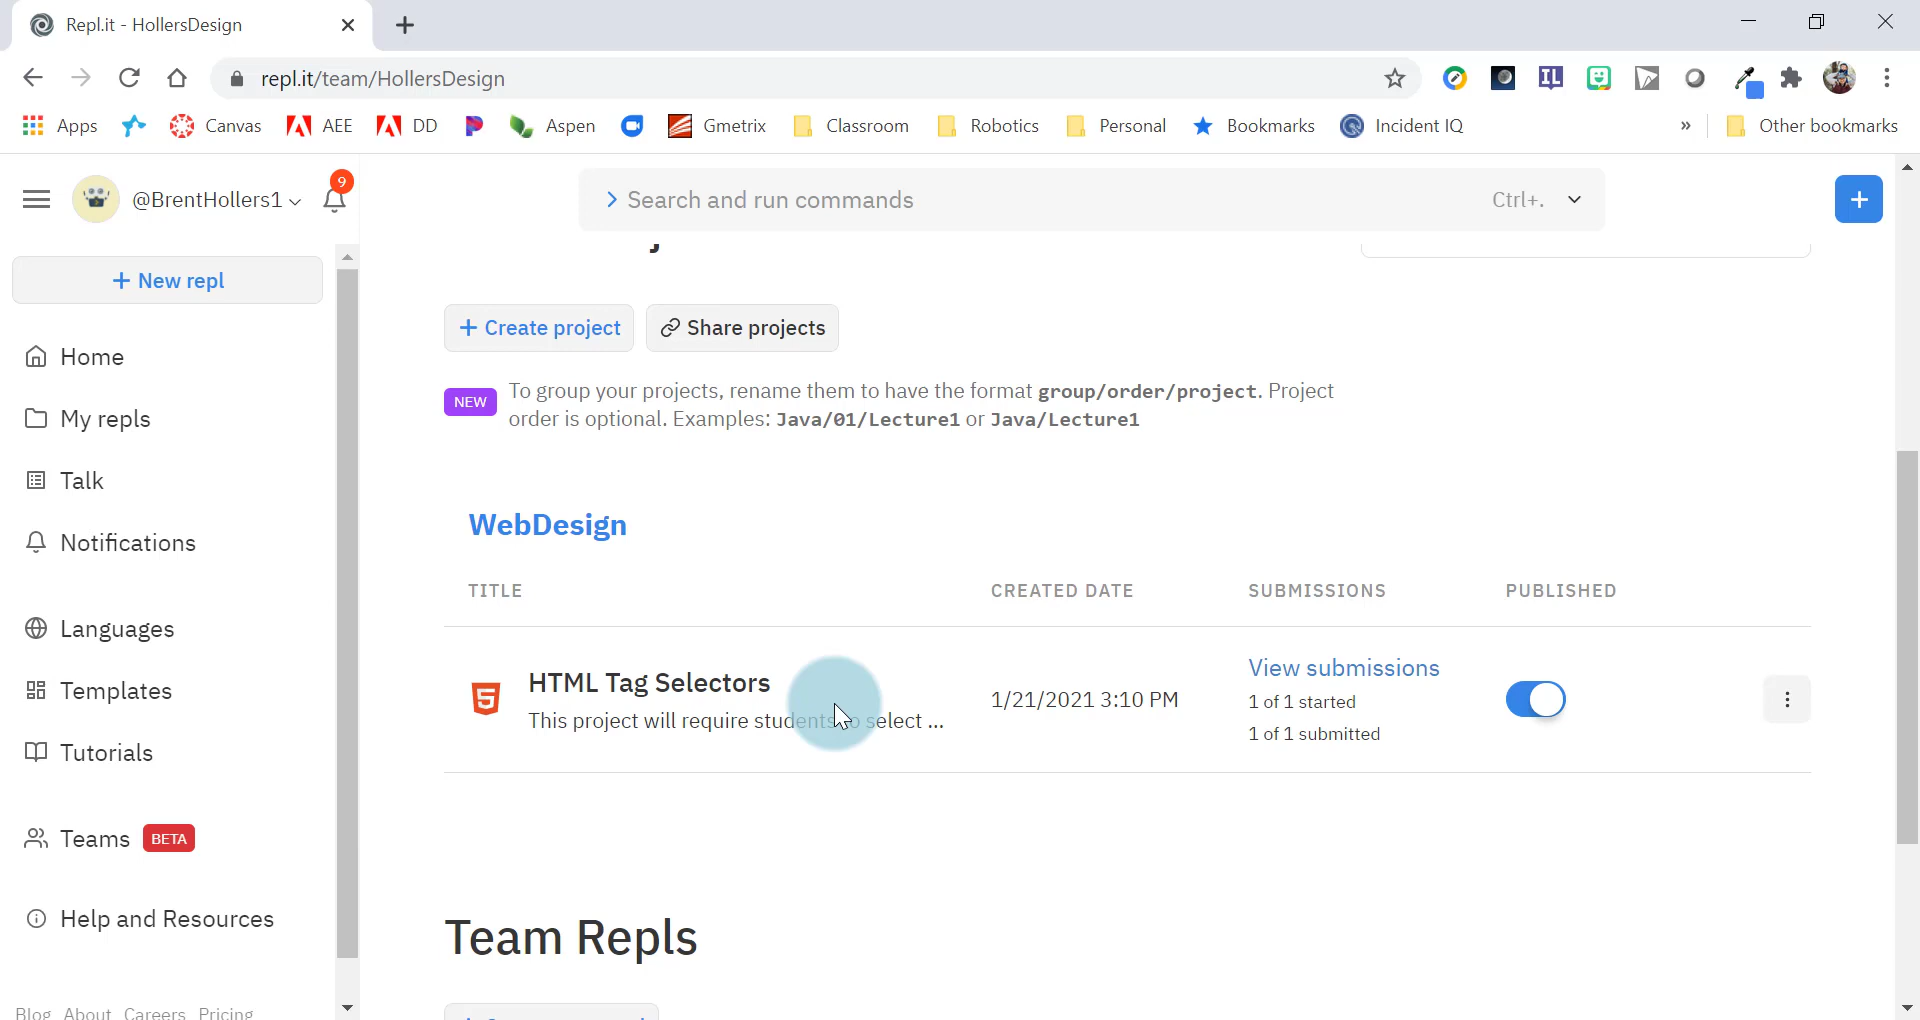 Repl.it - HollersDesign
repl.it/team/HollersDesign
IL
Apps Canvas AEE DD Aspen Gmetrix Classroom Robotics Personal Bookmarks Incident IQ » Other bookmarks
@BrentHollers1
9
Search and run commands Ctrl+.
+ New repl
Home
My repls
Talk
Notifications
Languages
Templates
Tutorials
Teams BETA
Help and Resources
Blog About Careers Pricing
+ Create project
Share projects
NEW
To group your projects, rename them to have the format group/order/project. Project
order is optional. Examples: Java/01/Lecture1 or Java/Lecture1
WebDesign
TITLE CREATED DATE SUBMISSIONS PUBLISHED
HTML Tag Selectors
This project will require students to select ...
1/21/2021 3:10 PM
View submissions
1 of 1 started
1 of 1 submitted
Team Repls